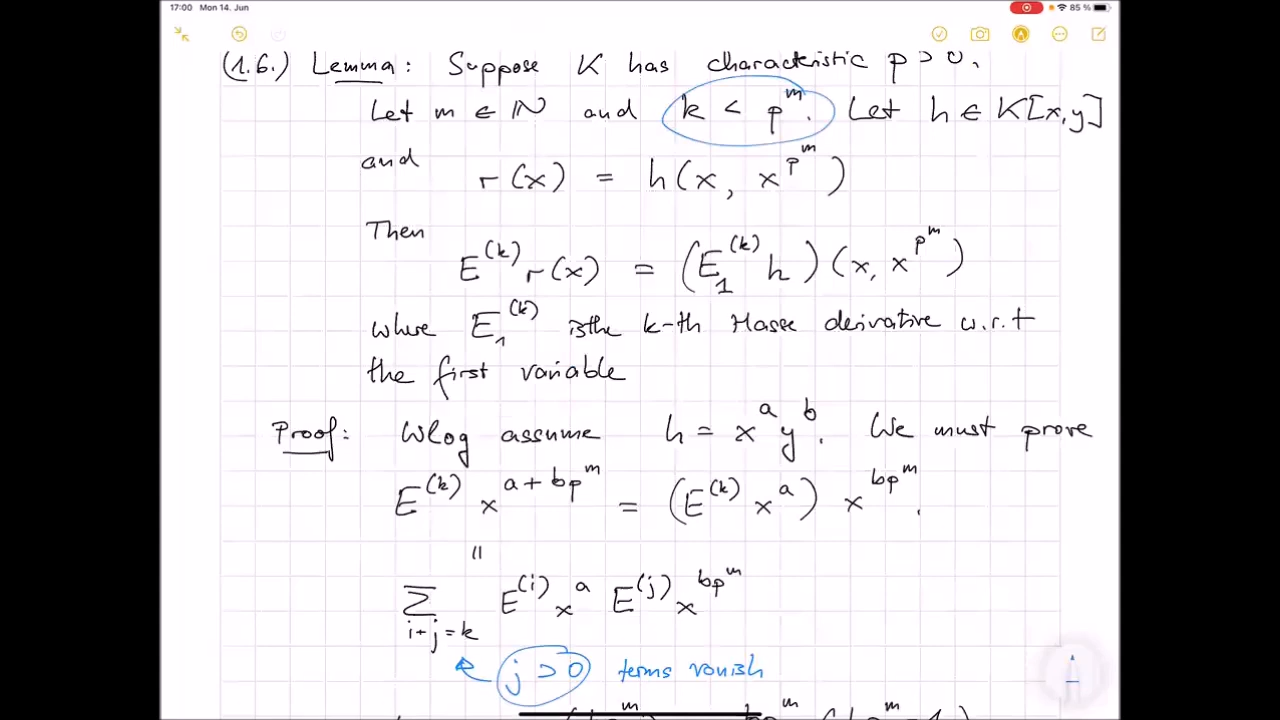 17:00 Mon 14. Jun 85 %
(1.6.) Lemma: Suppose K has characteristic p > 0.
Let m ∈ ℕ and k < p^m. Let h ∈ K[x,y]
and r(x) = h(x, x^{p^m})
Then
E^{(k)} r(x) = (E_1^{(k)} h)(x, x^{p^m})
where E_1^{(k)} is the k-th Hasse derivative w.r.t
the first variable
Proof: Wlog assume h = x^a y^b. We must prove
E^{(k)} x^{a+bp^m} = (E^{(k)} x^a) x^{bp^m}.
"
∑_{i+j=k} E^{(i)} x^a E^{(j)} x^{bp^m}
j > 0 terms vanish